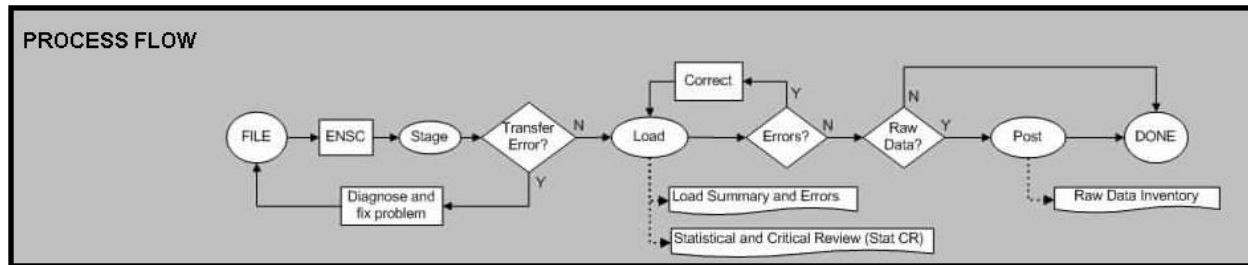 PROCESS FLOW
Correct
Y
N
FILE
ENSC
Stage
Transfer
Error?
N
Load
Errors?
N
Raw
Data?
Y
Post
DONE
Y
Diagnose and
fix problem
Load Summary and Errors
Raw Data Inventory
Statistical and Critical Review (Stat CR)